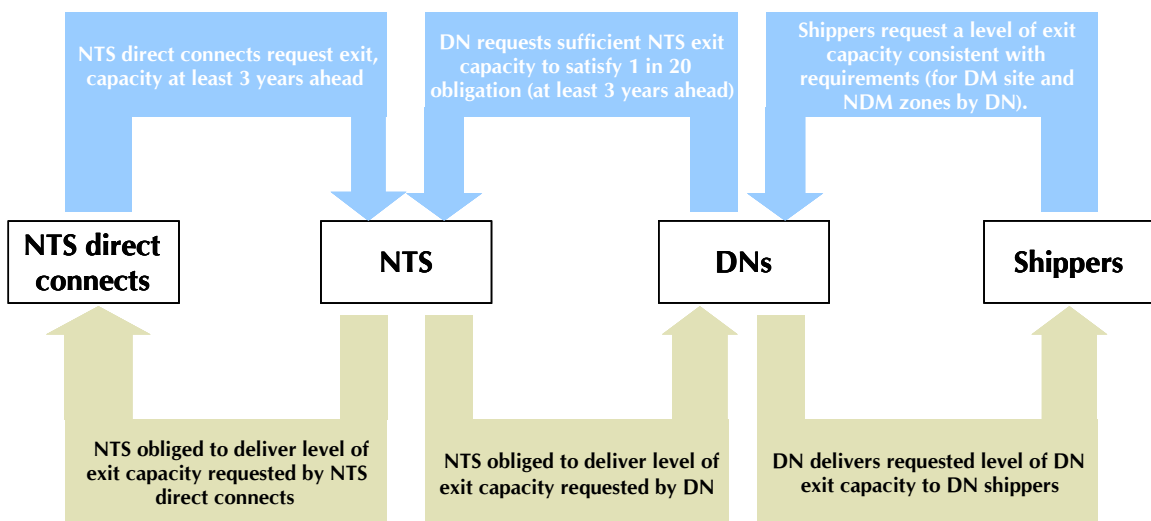 NTS direct connects request exit,
capacity at least 3 years ahead
DN requests sufficient NTS exit
capacity to satisfy 1 in 20
obligation (at least 3 years ahead)
Shippers request a level of exit
capacity consistent with
requirements (for DM site and
NDM zones by DN).
NTS direct
connects
NTS
DNs
Shippers
NTS obliged to deliver level of
exit capacity requested by NTS
direct connects
NTS obliged to deliver level of
exit capacity requested by DN
DN delivers requested level of DN
exit capacity to DN shippers